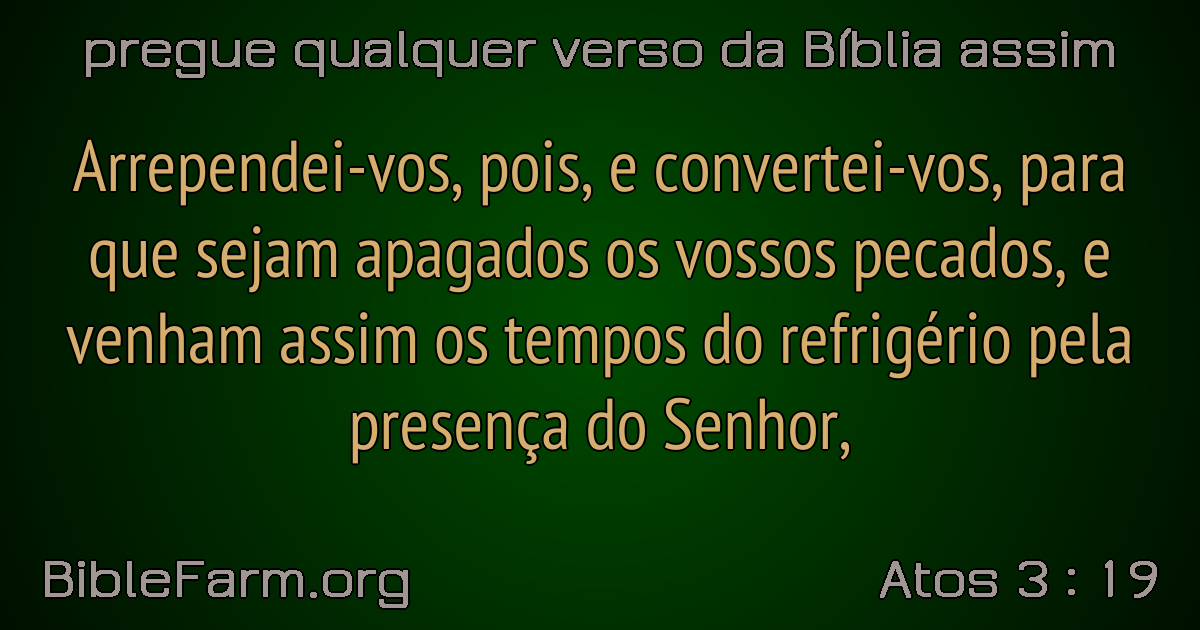 pregue qualquer verso da Bíblia assim
Arrependei-vos, pois, e convertei-vos, para
que sejam apagados os vossos pecados, e
venham assim os tempos do refrigério pela
presença do Senhor,
BibleFarm.org
Atos 3 : 19